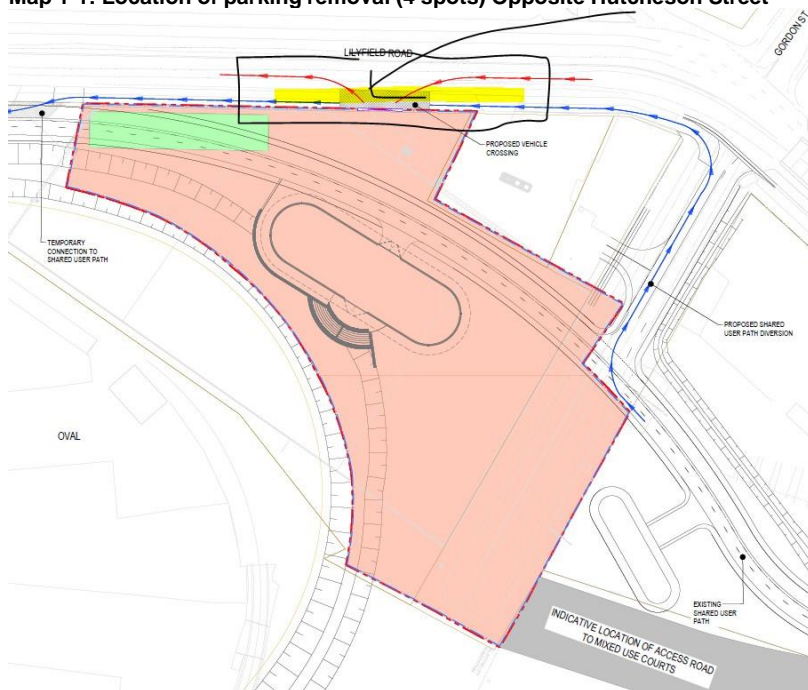 Map 1-1: Location of parking removal (4 spots) Opposite Hutcheson Street
GORDON ST
LILYFIELD ROAD
PROPOSED VEHICLE
CROSSING
TEMPORARY
CONNECTION TO
SHARED USER PATH
PROPOSED SHARED
USER PATH DIVERSION
OVAL
EXISTING
SHARED USER
PATH
INDICATIVE LOCATION OF ACCESS ROAD
TO MIXED USE COURTS